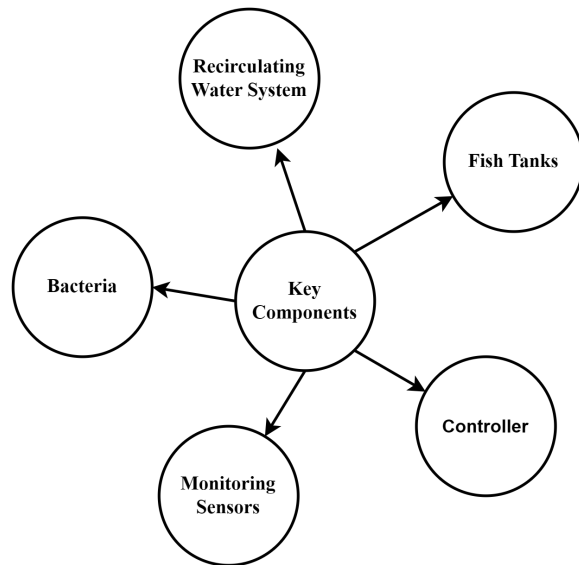 Recirculating
Water System
Fish Tanks
Bacteria
Key
Components
Controller
Monitoring
Sensors